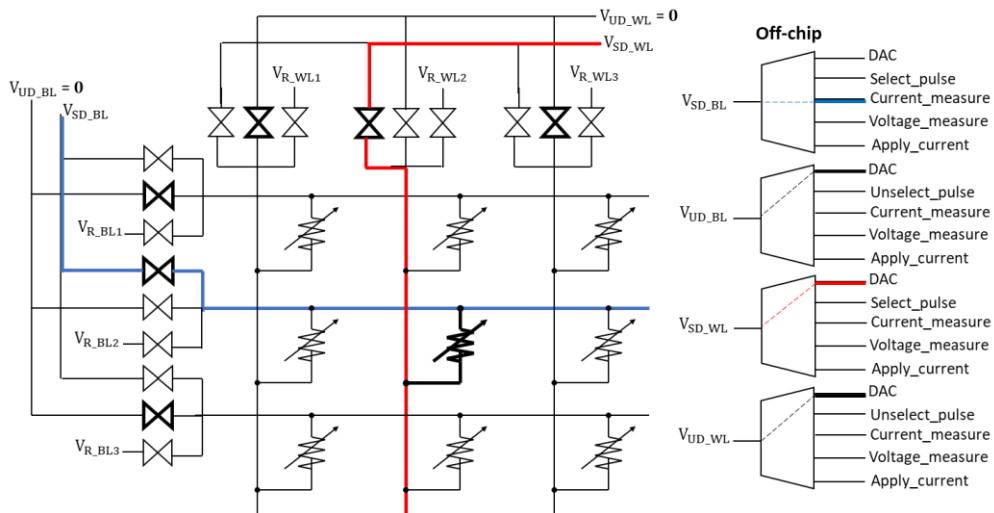 V_UD_WL = 0
V_SD_WL
V_R_WL1
V_R_WL2
V_R_WL3
V_UD_BL = 0
V_SD_BL
V_R_BL1
V_R_BL2
V_R_BL3
Off-chip
V_SD_BL
DAC
Select_pulse
Current_measure
Voltage_measure
Apply_current
V_UD_BL
DAC
Unselect_pulse
Current_measure
Voltage_measure
Apply_current
V_SD_WL
DAC
Select_pulse
Current_measure
Voltage_measure
Apply_current
V_UD_WL
DAC
Unselect_pulse
Current_measure
Voltage_measure
Apply_current